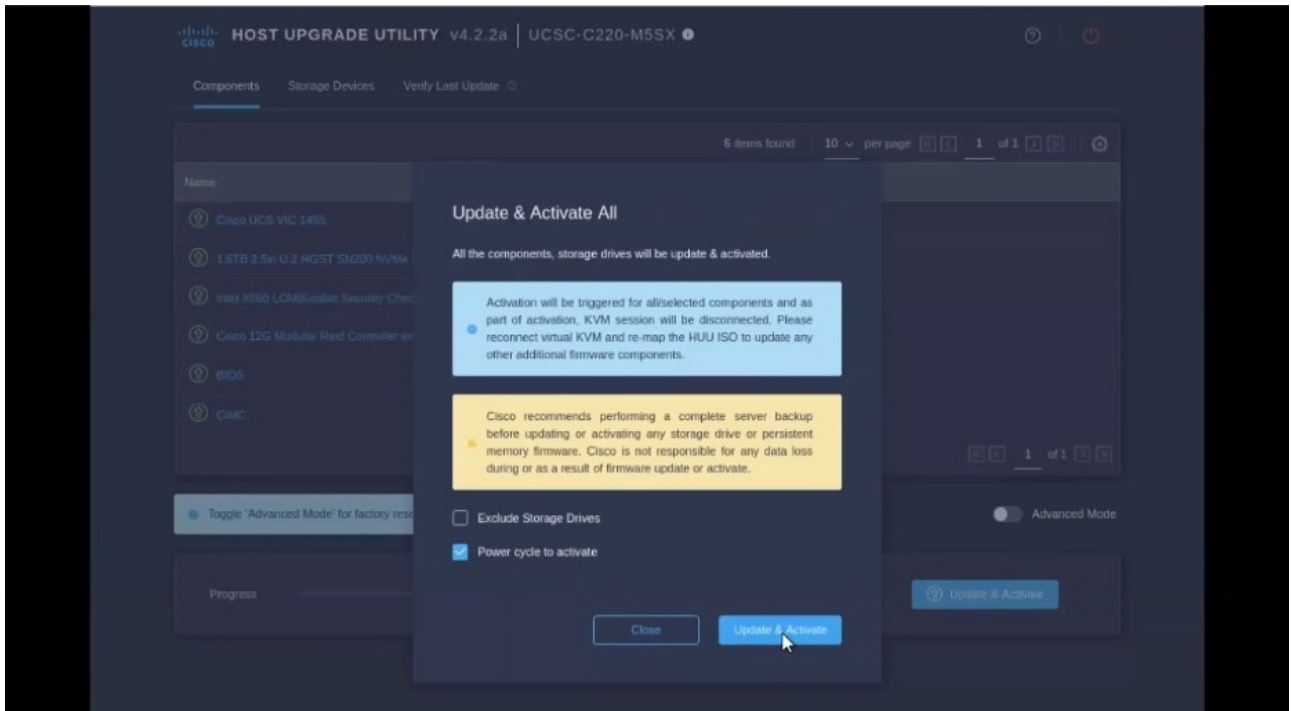 cisco HOST UPGRADE UTILITY v4.2.2a UCSC-C220-M5SX
Components Storage Devices Verify Last Update
6 items found 10 per page 1 of 1
Name
Cisco UCS VIC 1455
1.6TB 2.5in U.2 HGST SN200 NVMe
Intel X550 LOM(Enable Security Chec
Cisco 12G Modular Raid Controller
BIOS
CIMC
1 of 1
Update & Activate All
All the components, storage drives will be update & activated.
Activation will be triggered for all/selected components and as
part of activation, KVM session will be disconnected. Please
reconnect virtual KVM and re-map the HUU ISO to update any
other additional firmware components.
Cisco recommends performing a complete server backup
before updating or activating any storage drive or persistent
memory firmware. Cisco is not responsible for any data loss
during or as a result of firmware update or activate.
Toggle 'Advanced Mode' for factory rese
Advanced Mode
Exclude Storage Drives
Power cycle to activate
Progress
Update & Activate
Close Update & Activate